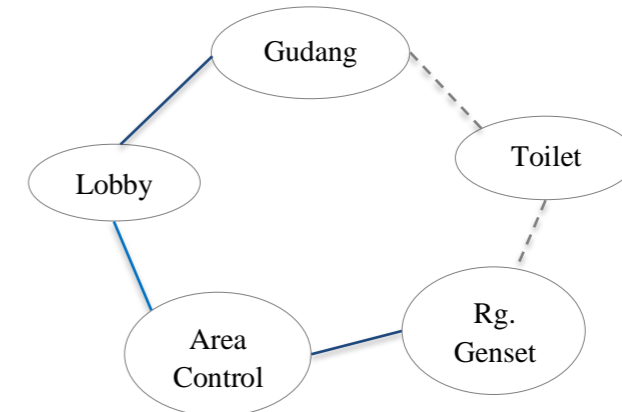 Gudang
Toilet
Lobby
Rg.
Genset
Area
Control